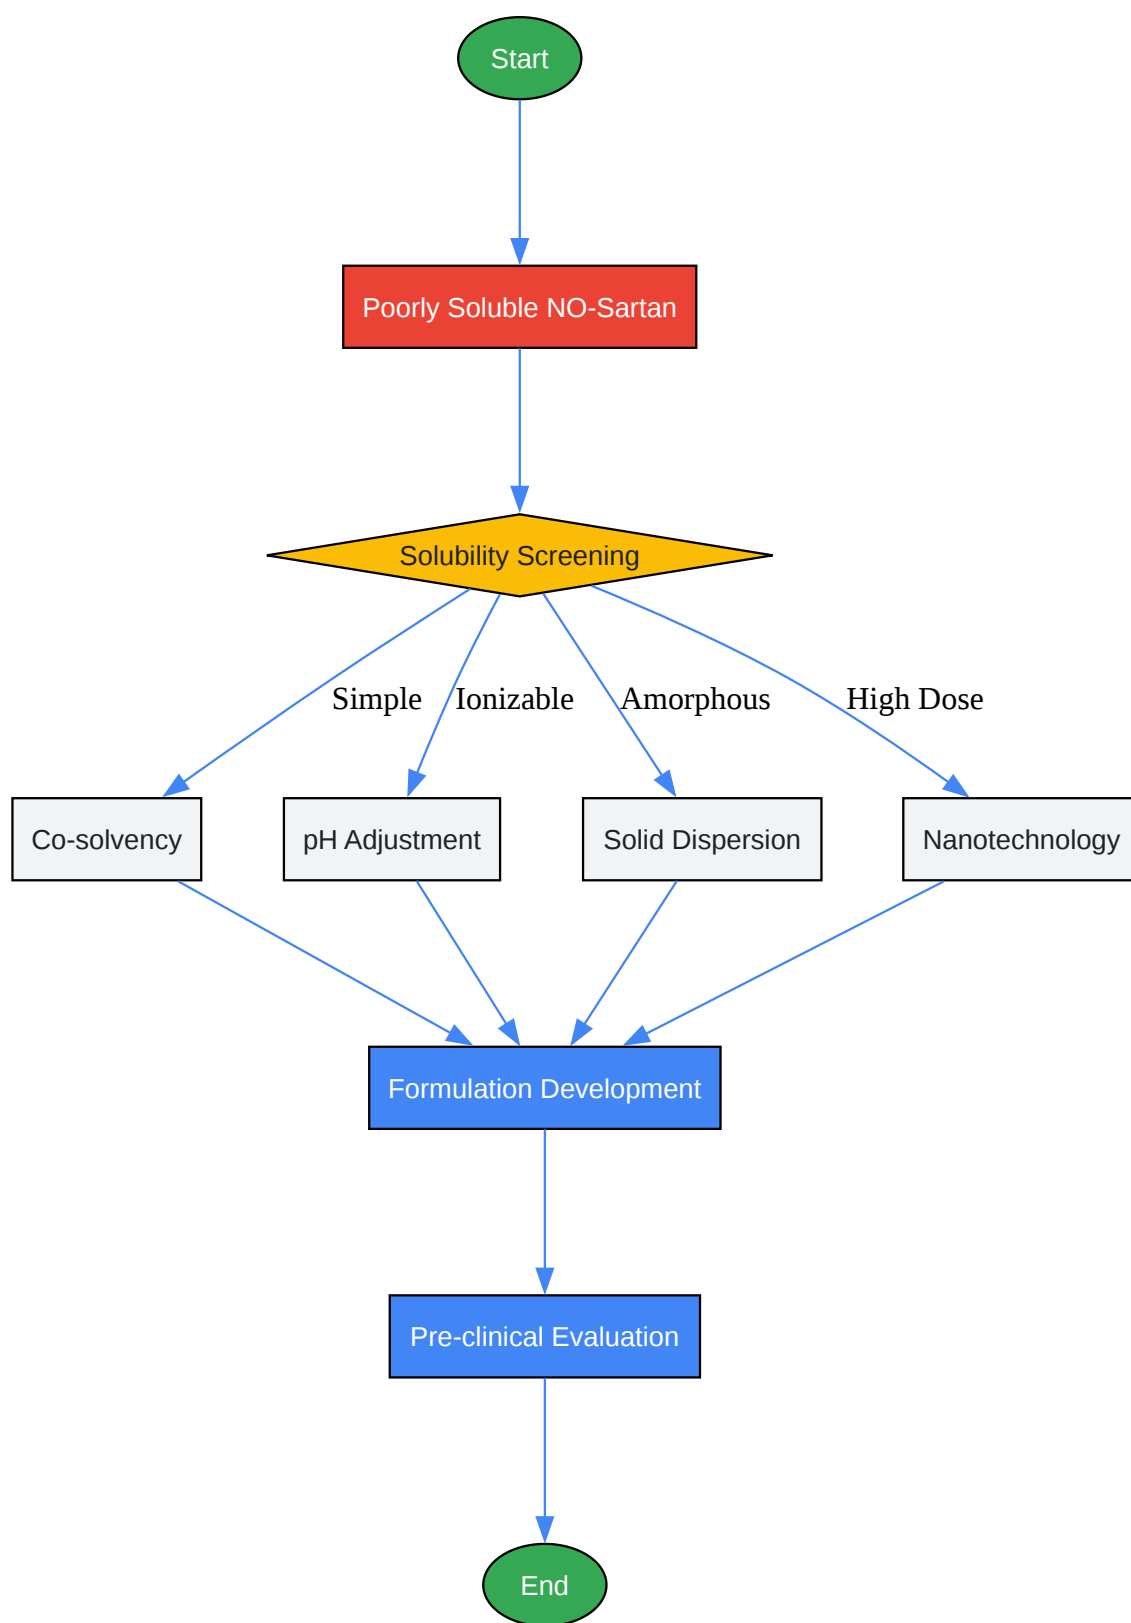 Start
Poorly Soluble NO-Sartan
Solubility Screening
Simple
Ionizable
Amorphous
High Dose
Co-solvency
pH Adjustment
Solid Dispersion
Nanotechnology
Formulation Development
Pre-clinical Evaluation
End